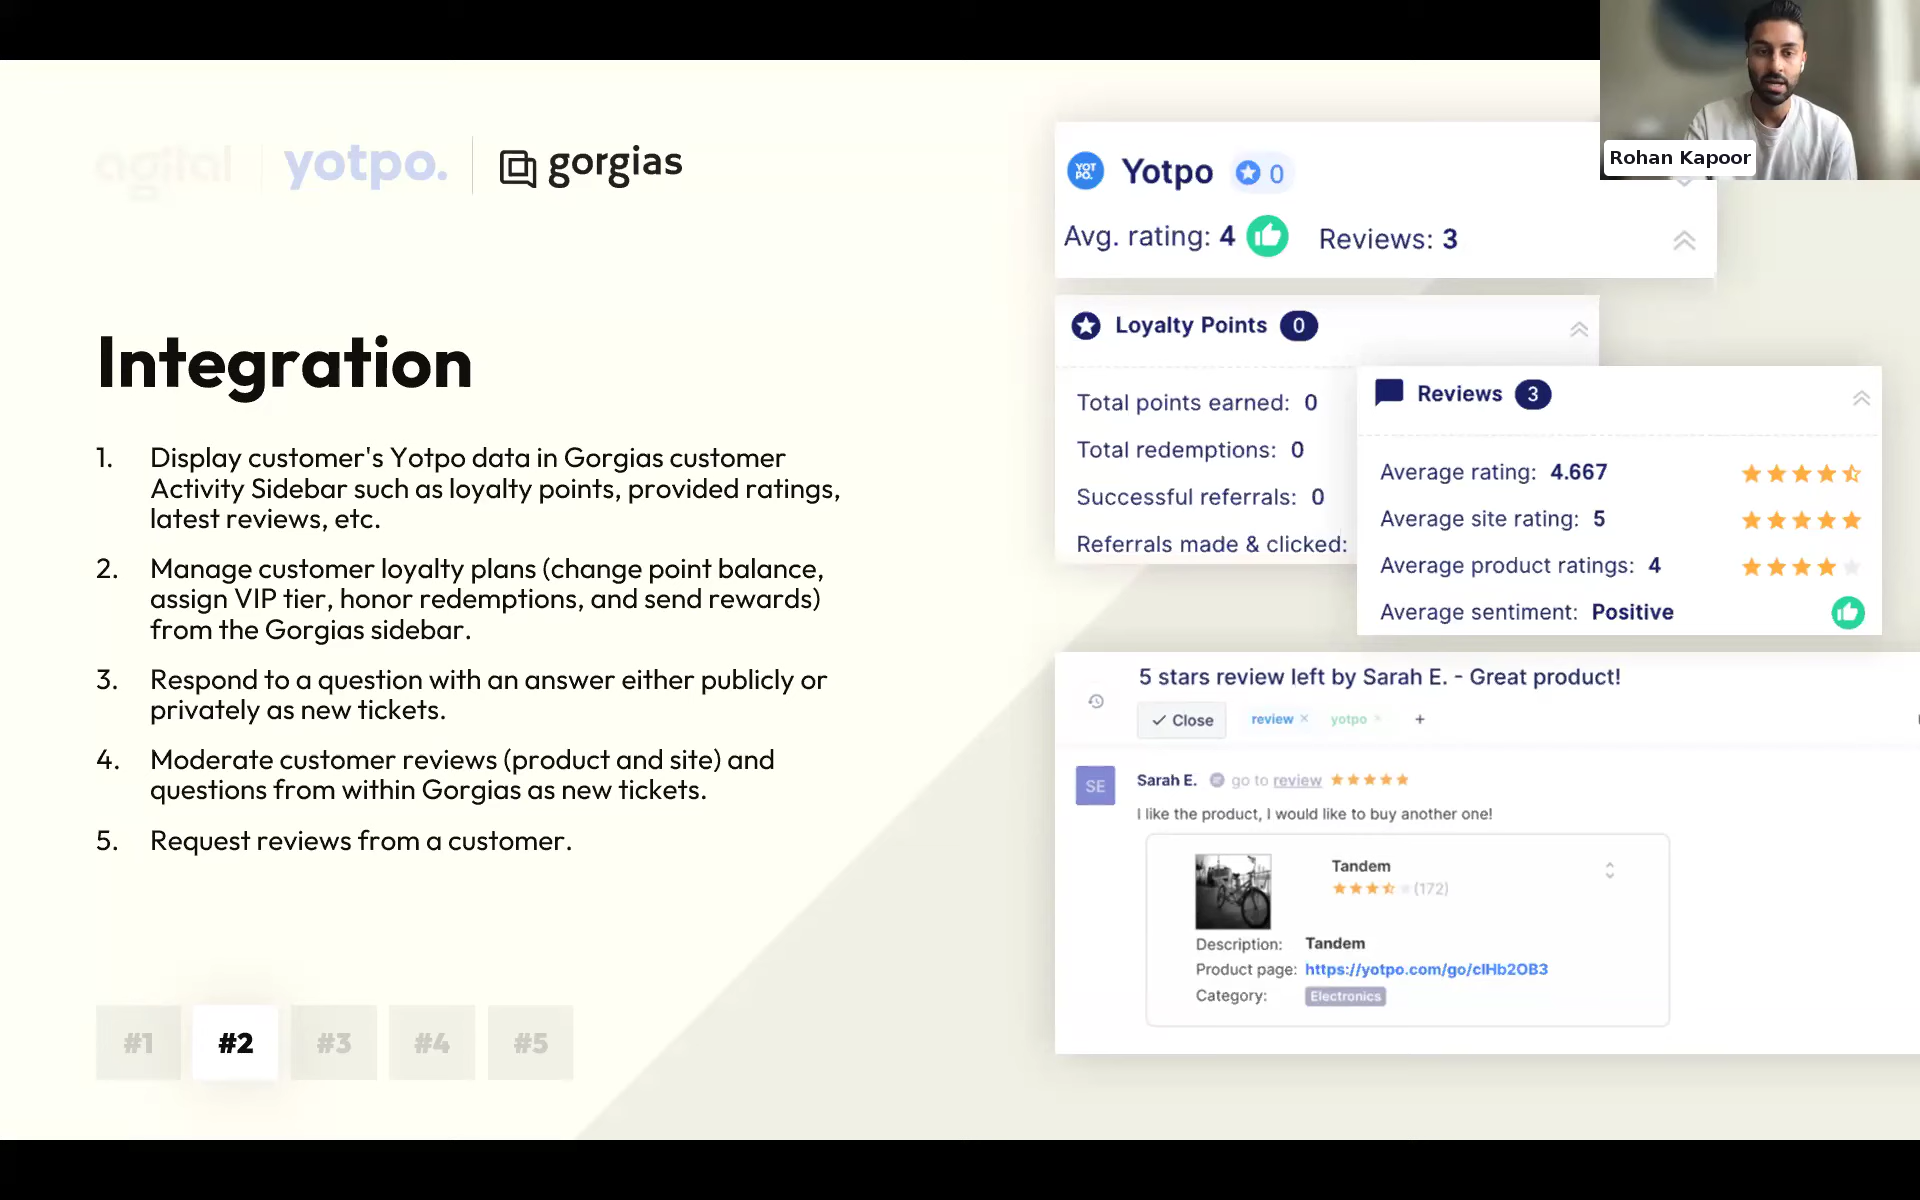 agital
yotpo.
gorgias
Rohan Kapoor
Integration
1. Display customer's Yotpo data in Gorgias customer
Activity Sidebar such as loyalty points, provided ratings,
latest reviews, etc.
2. Manage customer loyalty plans (change point balance,
assign VIP tier, honor redemptions, and send rewards)
from the Gorgias sidebar.
3. Respond to a question with an answer either publicly or
privately as new tickets.
4. Moderate customer reviews (product and site) and
questions from within Gorgias as new tickets.
5. Request reviews from a customer.
#1
#2
#3
#4
#5
YOT
PO.
Yotpo 0
Avg. rating: 4 Reviews: 3
Loyalty Points 0
Total points earned: 0
Total redemptions: 0
Successful referrals: 0
Referrals made & clicked:
Reviews 3
Average rating: 4.667
Average site rating: 5
Average product ratings: 4
Average sentiment: Positive
5 stars review left by Sarah E. - Great product!
Close review × yotpo × +
SE
Sarah E. go to review
I like the product, I would like to buy another one!
Tandem
(172)
Description: Tandem
Product page: https://yotpo.com/go/cIHb2OB3
Category: Electronics